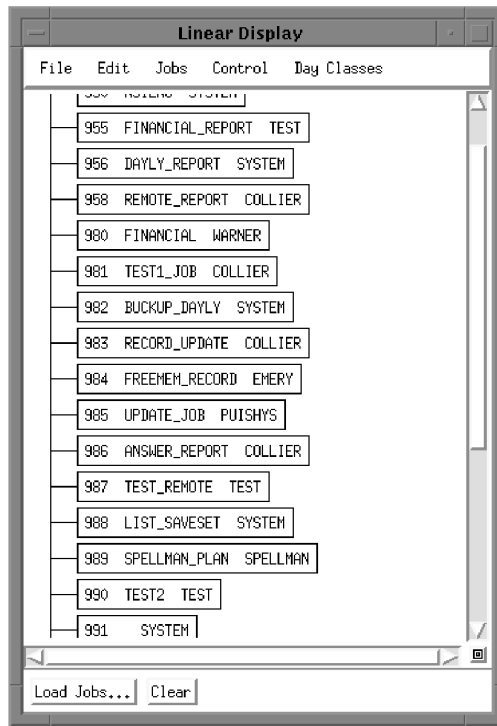 Linear Display
File Edit Jobs Control Day Classes
955 FINANCIAL_REPORT TEST
956 DAYLY_REPORT SYSTEM
958 REMOTE_REPORT COLLIER
980 FINANCIAL WARNER
981 TEST1_JOB COLLIER
982 BUCKUP_DAYLY SYSTEM
983 RECORD_UPDATE COLLIER
984 FREEMEM_RECORD EMERY
985 UPDATE_JOB PUISHYS
986 ANSWER_REPORT COLLIER
987 TEST_REMOTE TEST
988 LIST_SAVESET SYSTEM
989 SPELLMAN_PLAN SPELLMAN
990 TEST2 TEST
991 SYSTEM
Load Jobs... Clear